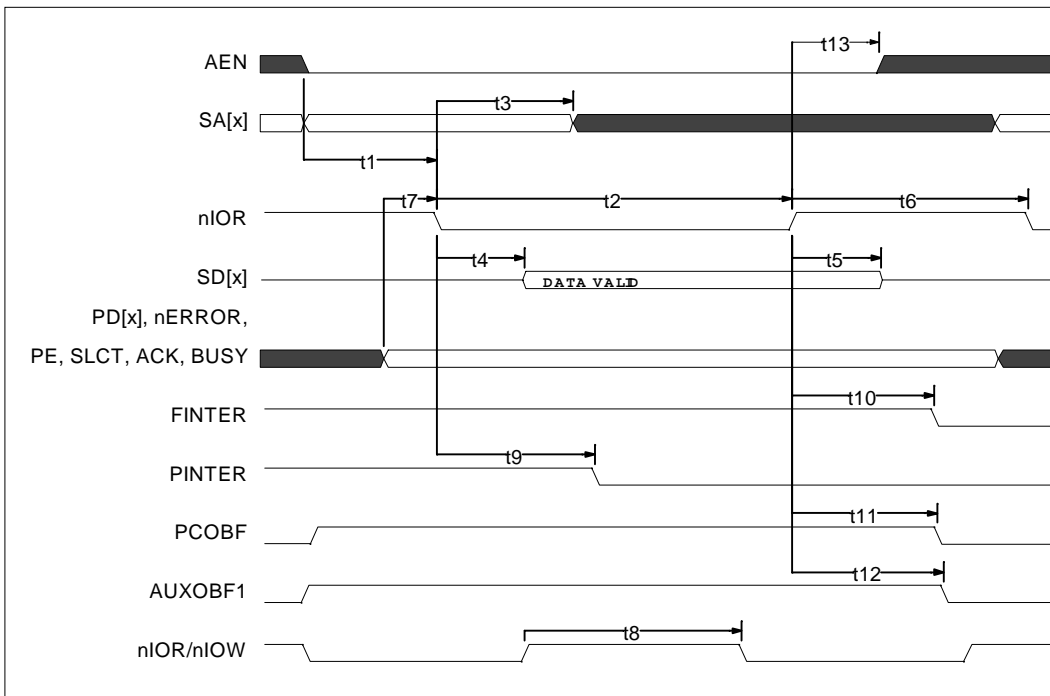 t13
AEN
t3
SA[x]
t1
t7
t2
t6
nIOR
t4
t5
SD[x]
DATA VALID
PD[x], nERROR,
PE, SLCT, ACK, BUSY
t10
FINTER
t9
PINTER
t11
PCOBF
t12
AUXOBF1
t8
nIOR/nIOW